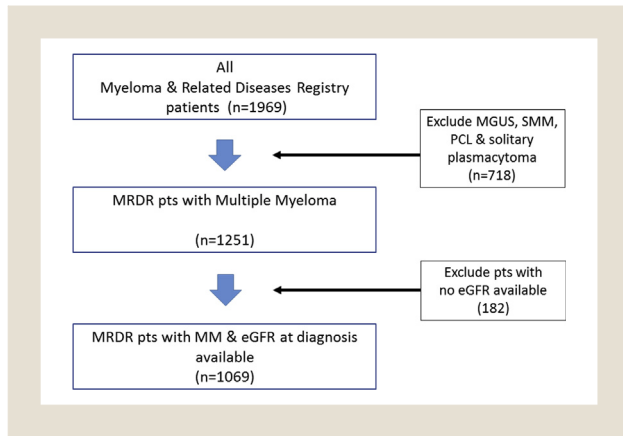 All
Myeloma & Related Diseases Registry
patients (n=1969)
Exclude MGUS, SMM,
PCL & solitary
plasmacytoma
(n=718)
MRDR pts with Multiple Myeloma
(n=1251)
Exclude pts with
no eGFR available
(182)
MRDR pts with MM & eGFR at diagnosis
available
(n=1069)